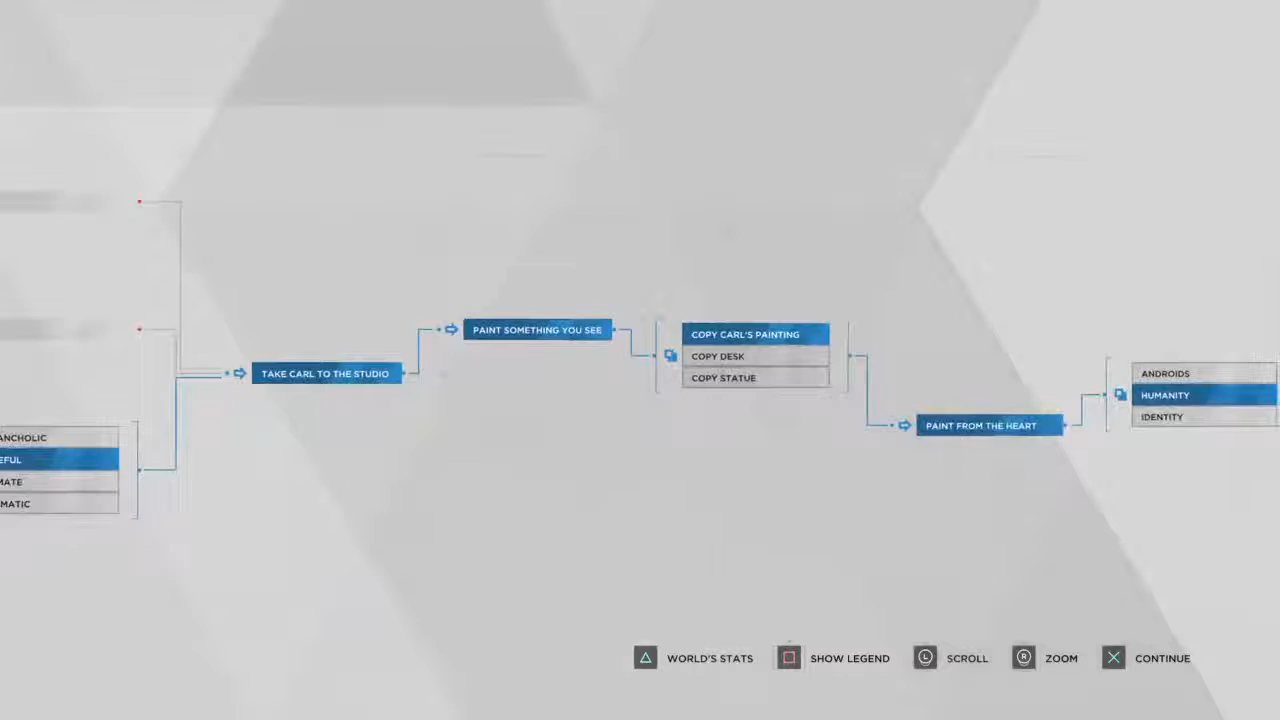 ANCHOLIC
EFUL
MATE
MATIC
TAKE CARL TO THE STUDIO
PAINT SOMETHING YOU SEE
COPY CARL'S PAINTING
COPY DESK
COPY STATUE
PAINT FROM THE HEART
ANDROIDS
HUMANITY
IDENTITY
WORLD'S STATS
SHOW LEGEND
L
SCROLL
R
ZOOM
CONTINUE